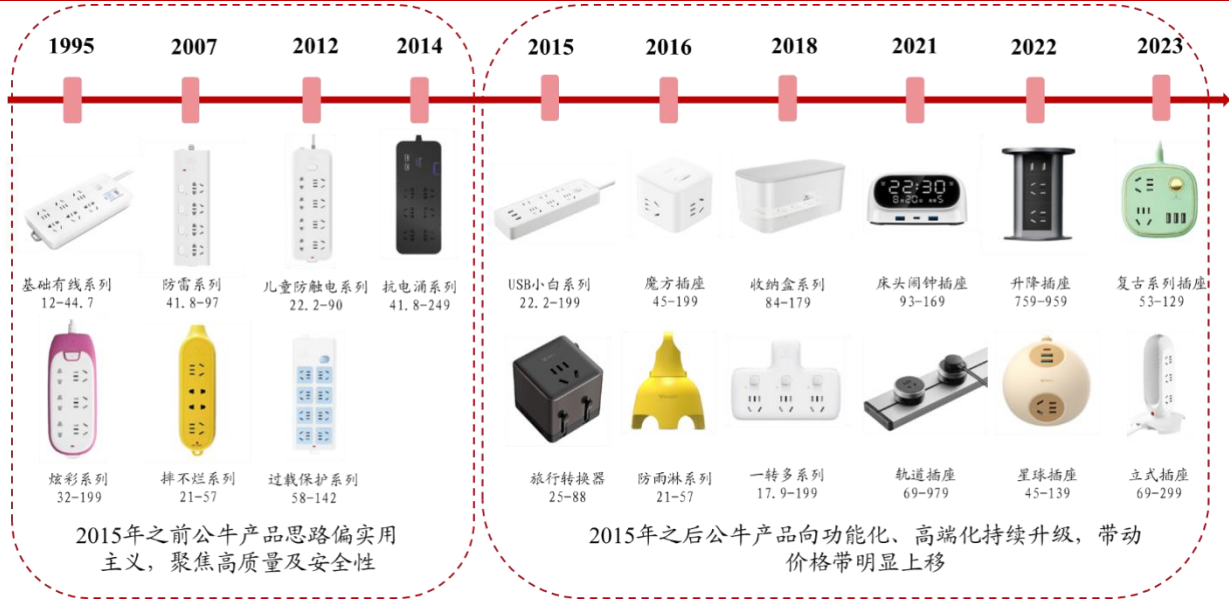 1995
2007
2012
2014
2015
2016
2018
2021
2022
2023
22:30
8月20日 周5
基础有线系列
12-44.7
防雷系列
41.8-97
儿童防触电系列
22.2-90
抗电涌系列
41.8-249
USB小白系列
22.2-199
魔方插座
45-199
收纳盒系列
84-179
床头闹钟插座
93-169
升降插座
759-959
复古系列插座
53-129
炫彩系列
32-199
摔不烂系列
21-57
过载保护系列
58-142
旅行转换器
25-88
防雨淋系列
21-57
一转多系列
17.9-199
轨道插座
69-979
星球插座
45-139
立式插座
69-299
2015年之前公牛产品思路偏实用
主义，聚焦高质量及安全性
2015年之后公牛产品向功能化、高端化持续升级，带动
价格带明显上移